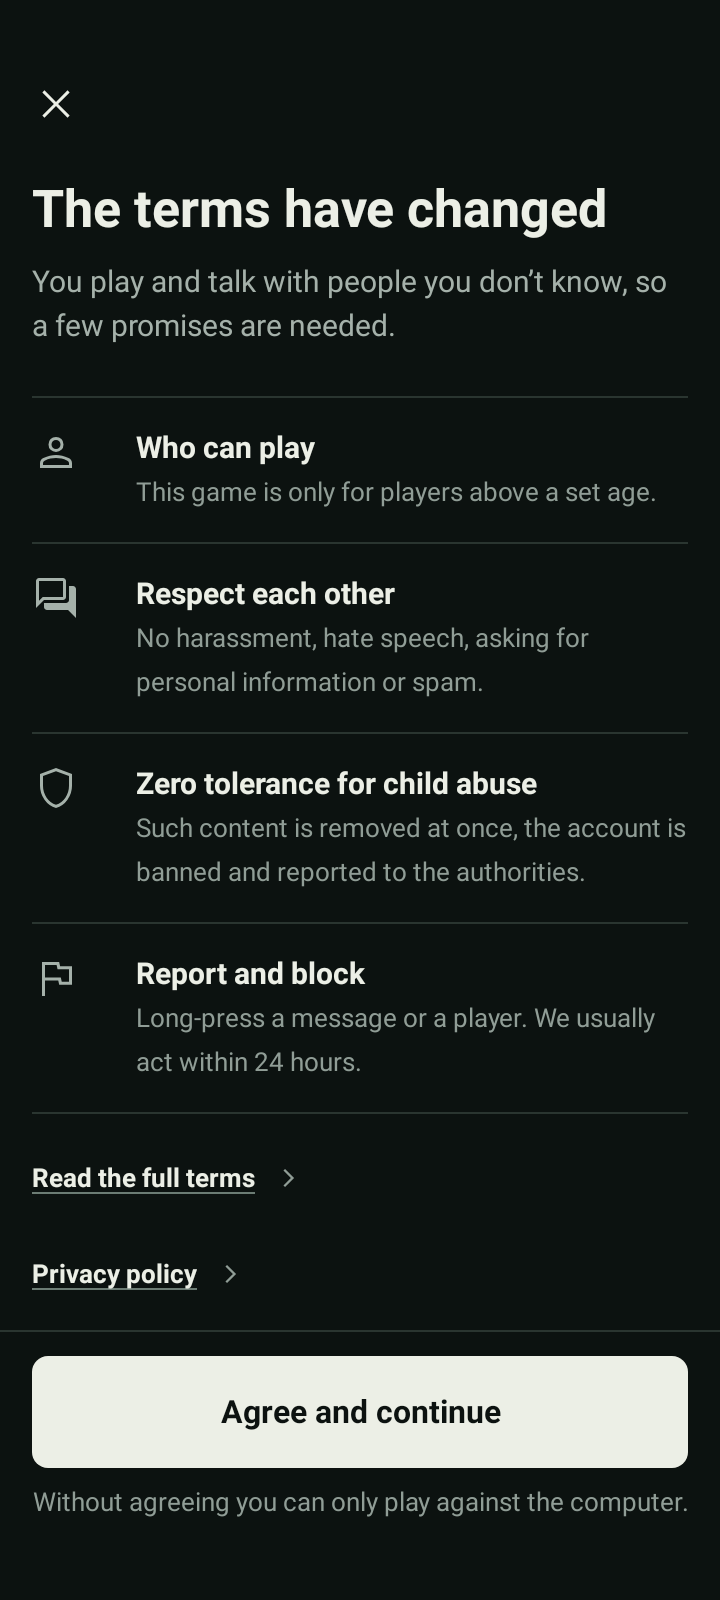 The terms have changed
You play and talk with people you don’t know, so
a few promises are needed.
Who can play
This game is only for players above a set age.
Respect each other
No harassment, hate speech, asking for
personal information or spam.
Zero tolerance for child abuse
Such content is removed at once, the account is
banned and reported to the authorities.
Report and block
Long-press a message or a player. We usually
act within 24 hours.
Read the full terms
Privacy policy
Agree and continue
Without agreeing you can only play against the computer.